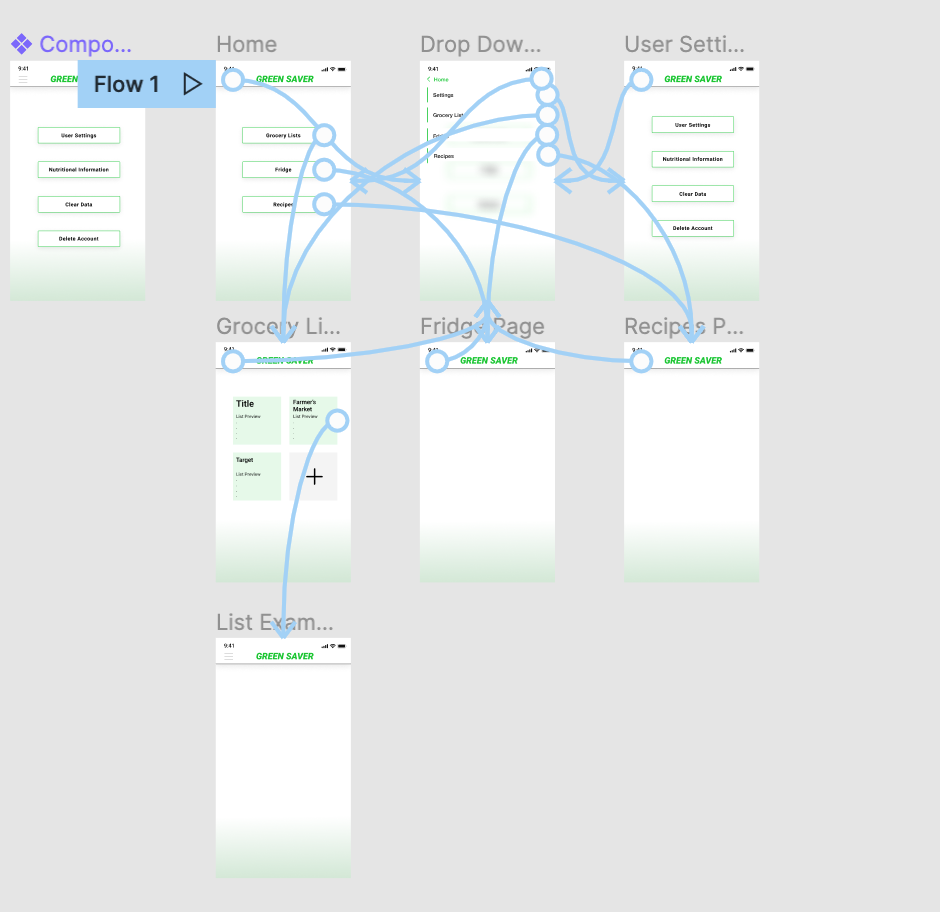 Compo...
Home
Drop Dow...
User Setti...
9:41
GREEN
Flow 1
User Settings
Nutritional Information
Clear Data
Delete Account
9:41
GREEN SAVER
Grocery Lists
Fridge
Recipes
9:41
Home
Settings
Grocery List
Recipes
9:41
GREEN SAVER
User Settings
Nutritional Information
Clear Data
Delete Account
Grocery Li...
Fridge Page
Recipes P...
9:41
GREEN SAVER
Title
List Preview
Farmer's
Market
List Preview
Target
List Preview
+
9:41
GREEN SAVER
9:41
GREEN SAVER
List Exam...
9:41
GREEN SAVER